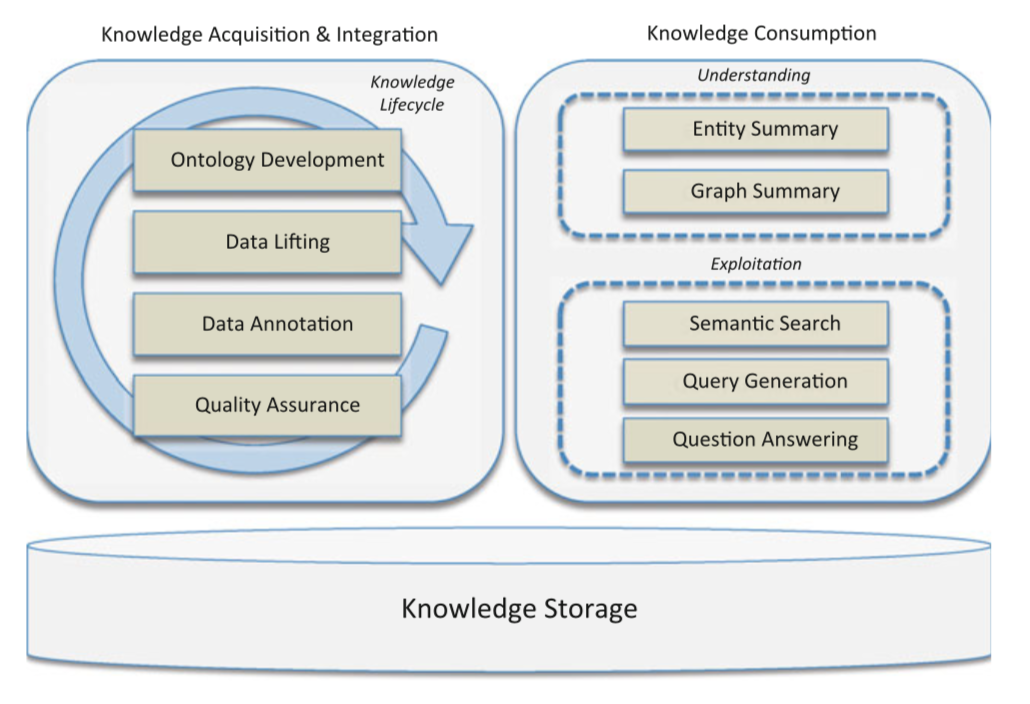 Knowledge Acquisition & Integration
Knowledge
Lifecycle
Ontology Development
Data Lifting
Data Annotation
Quality Assurance
Knowledge Consumption
Understanding
Entity Summary
Graph Summary
Exploitation
Semantic Search
Query Generation
Question Answering
Knowledge Storage